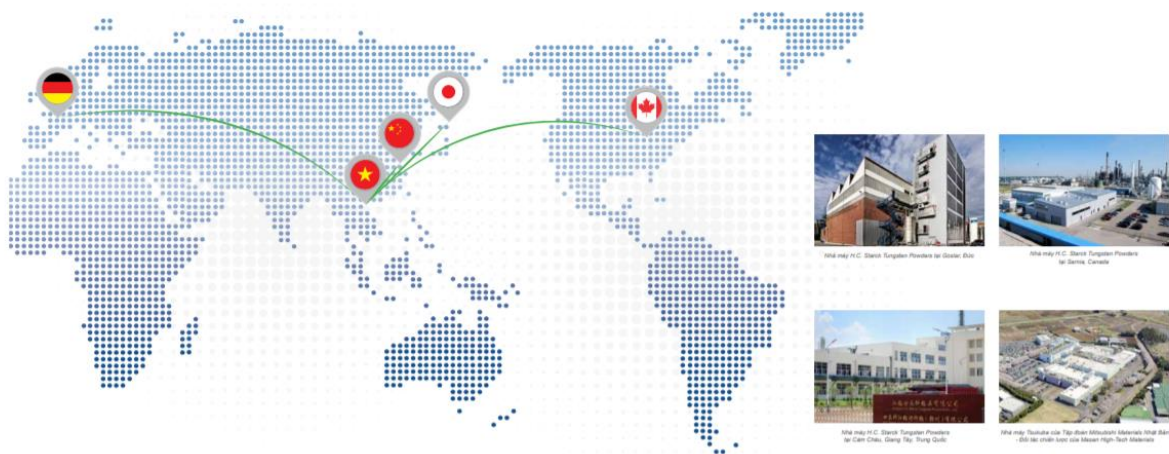 Nhà máy H.C. Starck Tungsten Powders tại Goslar, Đức
Nhà máy H.C. Starck Tungsten Powders
tại Sarnia, Canada
Nhà máy H.C. Starck Tungsten Powders
tại Cám Châu, Giang Tây, Trung Quốc
Nhà máy Tsukuba của Tập đoàn Mitsubishi Materials Nhật Bản
- Đối tác chiến lược của Masan High-Tech Materials